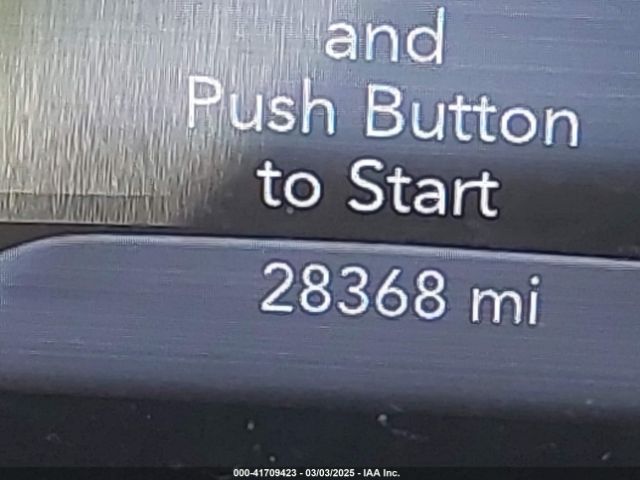 and
Push Button
to Start
28368 mi
000-41709423 - 03/03/2025 - IAA Inc.